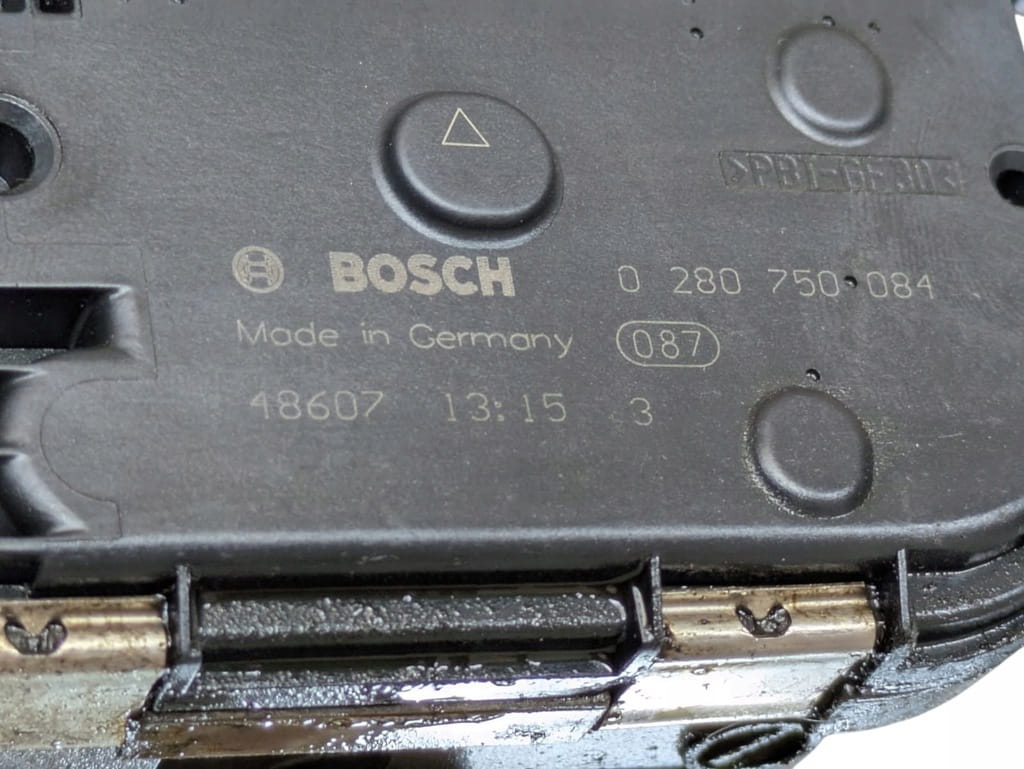 >PBT-GF30<
BOSCH 0 280 750 084
Made in Germany 087
48607 13:15 3